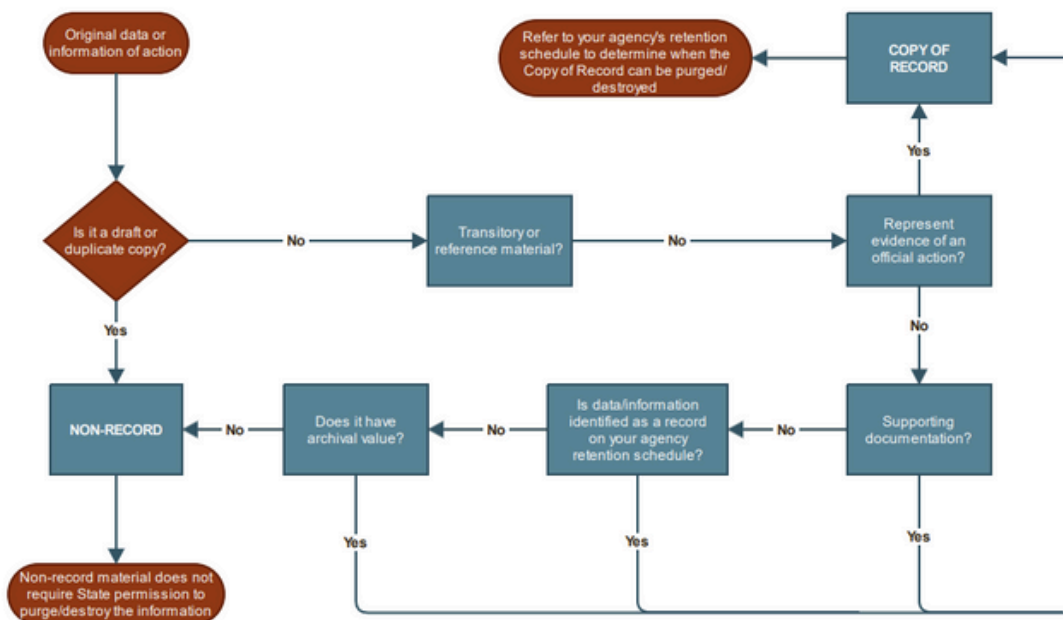 Original data or
information of action
Refer to your agency's retention
schedule to determine when the
Copy of Record can be purged/
destroyed
COPY OF
RECORD
Yes
Is it a draft or
duplicate copy?
No
Transitory or
reference material?
No
Represent
evidence of an
official action?
Yes
No
NON-RECORD
No
Does it have
archival value?
No
Is data/information
identified as a record
on your agency
retention schedule?
No
Supporting
documentation?
Yes
Yes
Yes
Non-record material does not
require State permission to
purge/destroy the information